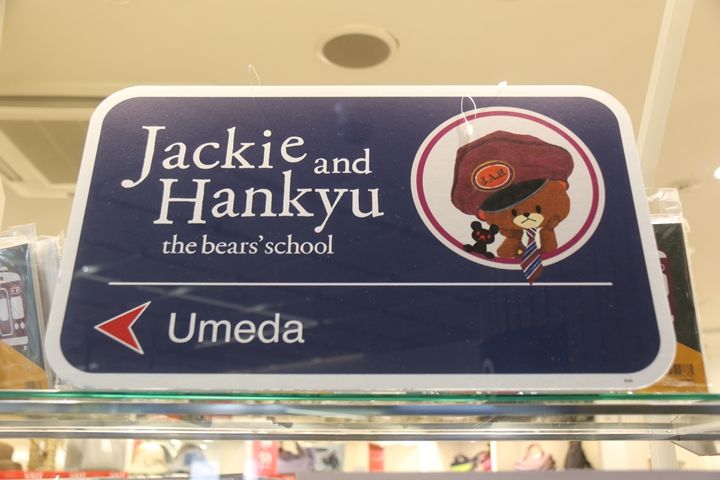 Jackie and
Hankyu
the bears' school
J.A.H
Umeda